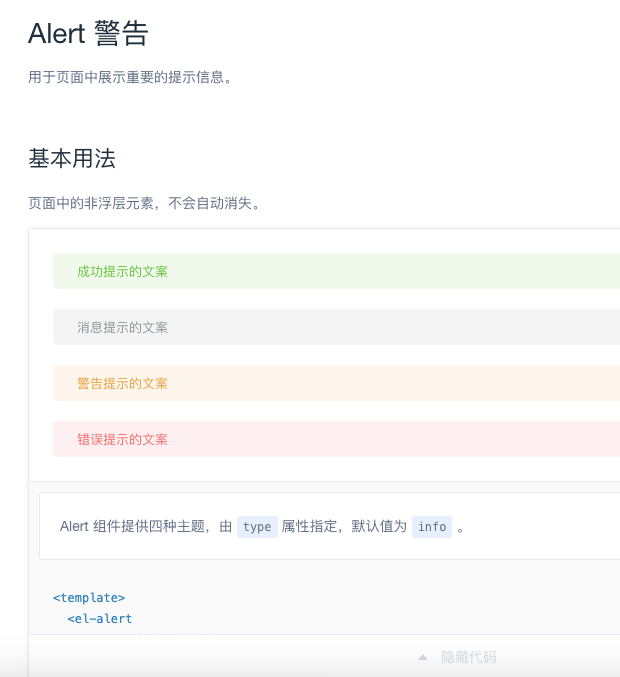 Alert 警告
用于页面中展示重要的提示信息。
基本用法
页面中的非浮层元素，不会自动消失。
成功提示的文案
消息提示的文案
警告提示的文案
错误提示的文案
Alert 组件提供四种主题，由 type 属性指定，默认值为 info 。
<template>
<el-alert
隐藏代码